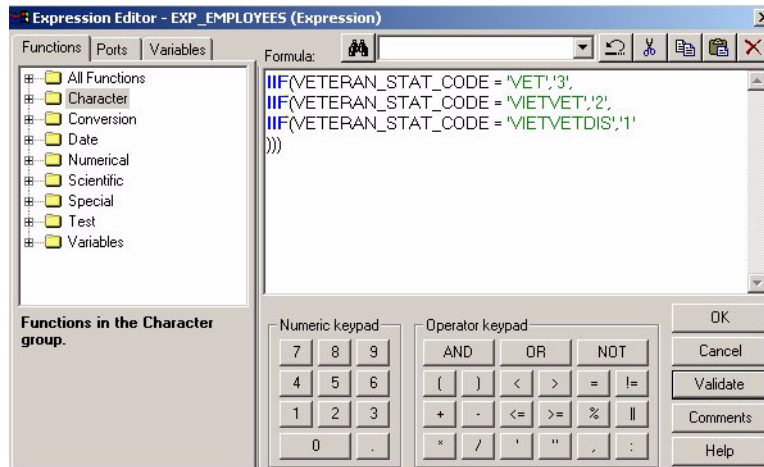 Expression Editor - EXP_EMPLOYEES (Expression)
Functions Ports Variables
Formula:
All Functions
Character
Conversion
Date
Numerical
Scientific
Special
Test
Variables
IIF(VETERAN_STAT_CODE = 'VET','3',
IIF(VETERAN_STAT_CODE = 'VIETVET','2',
IIF(VETERAN_STAT_CODE = 'VIETVETDIS','1'
)))
Functions in the Character
group.
Numeric keypad
7 8 9
4 5 6
1 2 3
0 .
Operator keypad
AND OR NOT
( ) < > = !=
+ - <= >= % ||
* / ' " , :
OK
Cancel
Validate
Comments
Help